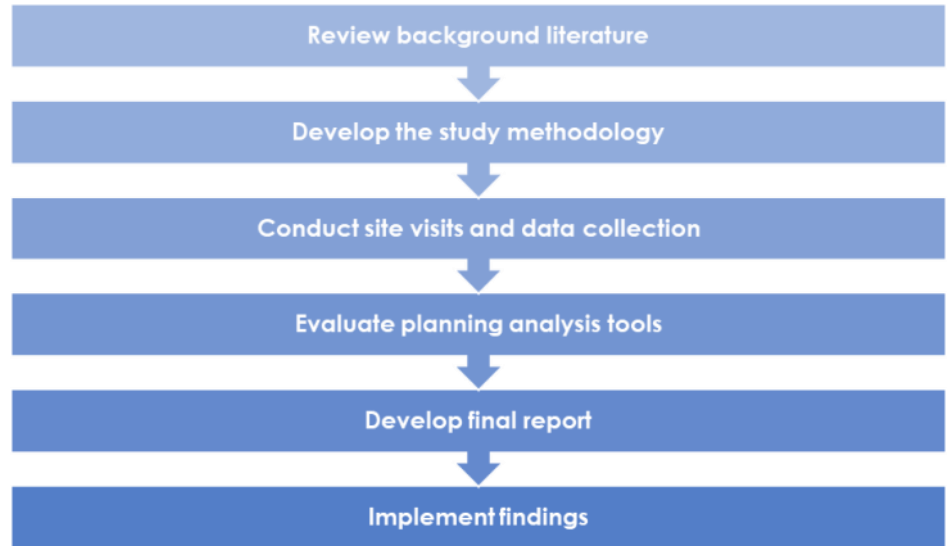 Review background literature
Develop the study methodology
Conduct site visits and data collection
Evaluate planning analysis tools
Develop final report
Implement findings